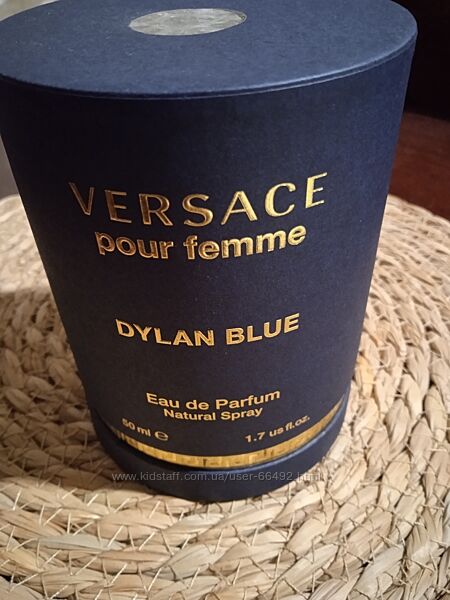 VERSACE
pour femme
DYLAN BLUE
Eau de Parfum
Natural Spray
50 ml ℮ 1.7 us fl.oz.
www.kidstaff.com.ua/user-66492.html